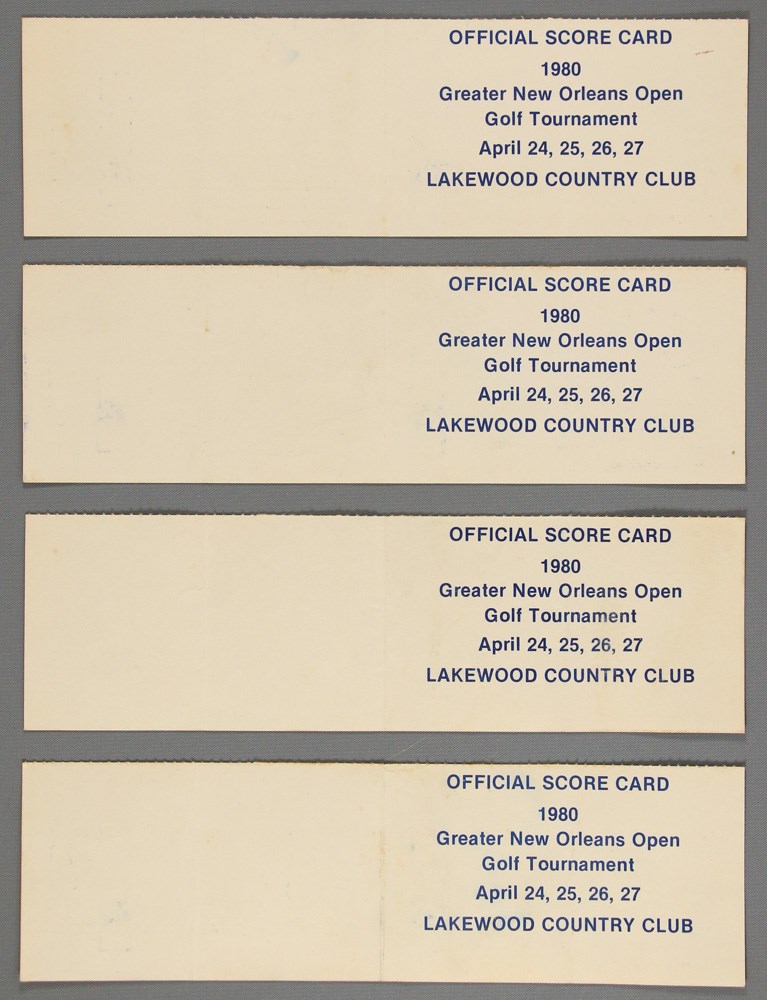 OFFICIAL SCORE CARD
1980
Greater New Orleans Open
Golf Tournament
April 24, 25, 26, 27
LAKEWOOD COUNTRY CLUB
OFFICIAL SCORE CARD
1980
Greater New Orleans Open
Golf Tournament
April 24, 25, 26, 27
LAKEWOOD COUNTRY CLUB
OFFICIAL SCORE CARD
1980
Greater New Orleans Open
Golf Tournament
April 24, 25, 26, 27
LAKEWOOD COUNTRY CLUB
OFFICIAL SCORE CARD
1980
Greater New Orleans Open
Golf Tournament
April 24, 25, 26, 27
LAKEWOOD COUNTRY CLUB